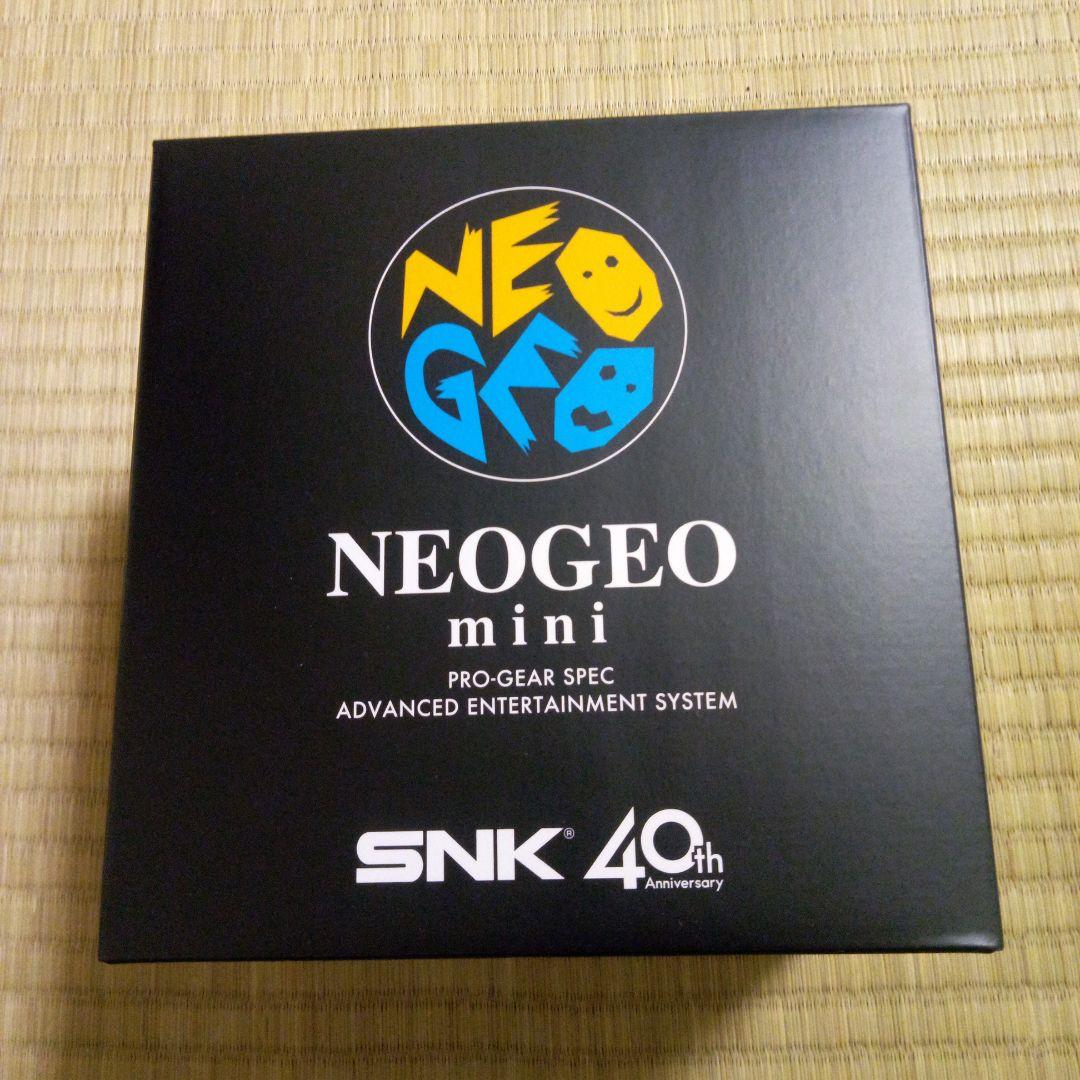 NEO
GEO
NEOGEO
mini
PRO-GEAR SPEC
ADVANCED ENTERTAINMENT SYSTEM
SNK® 40th
Anniversary